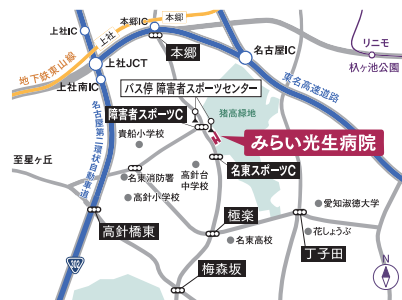 本郷IC
上社IC
上社
本郷
名古屋IC
リニモ
杁ヶ池公園
地下鉄東山線
上社JCT
上社南IC
バス停 障害者スポーツセンター
東名高速道路
障害者スポーツC
猪高緑地
貴船小学校
みらい光生病院
至星ヶ丘
名古屋第二環状自動車道
名東スポーツC
名東消防署
高針台
中学校
高針小学校
愛知淑徳大学
極楽
花しょうぶ
高針橋東
名東高校
丁子田
302
梅森坂
N